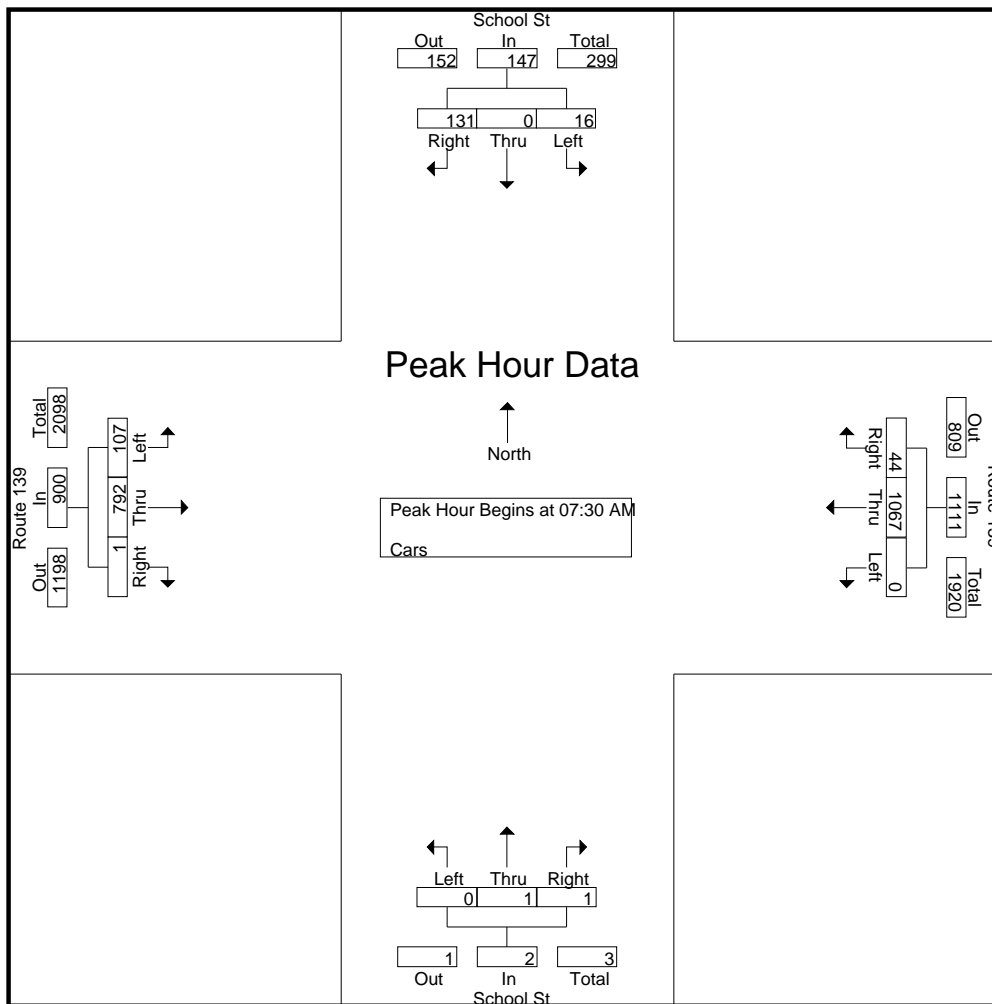 School St
Out In Total
152 147 299
131 0 16
Right Thru Left
Peak Hour Data
North
Peak Hour Begins at 07:30 AM
Cars
Route 139
Out In Total
1198 900 2098
107 792 1
Left Thru Right
Out In Total
809 1111 1920
44 1067 0
Right Thru Left
Left Thru Right
0 1 1
1 2 3
Out In Total
School St